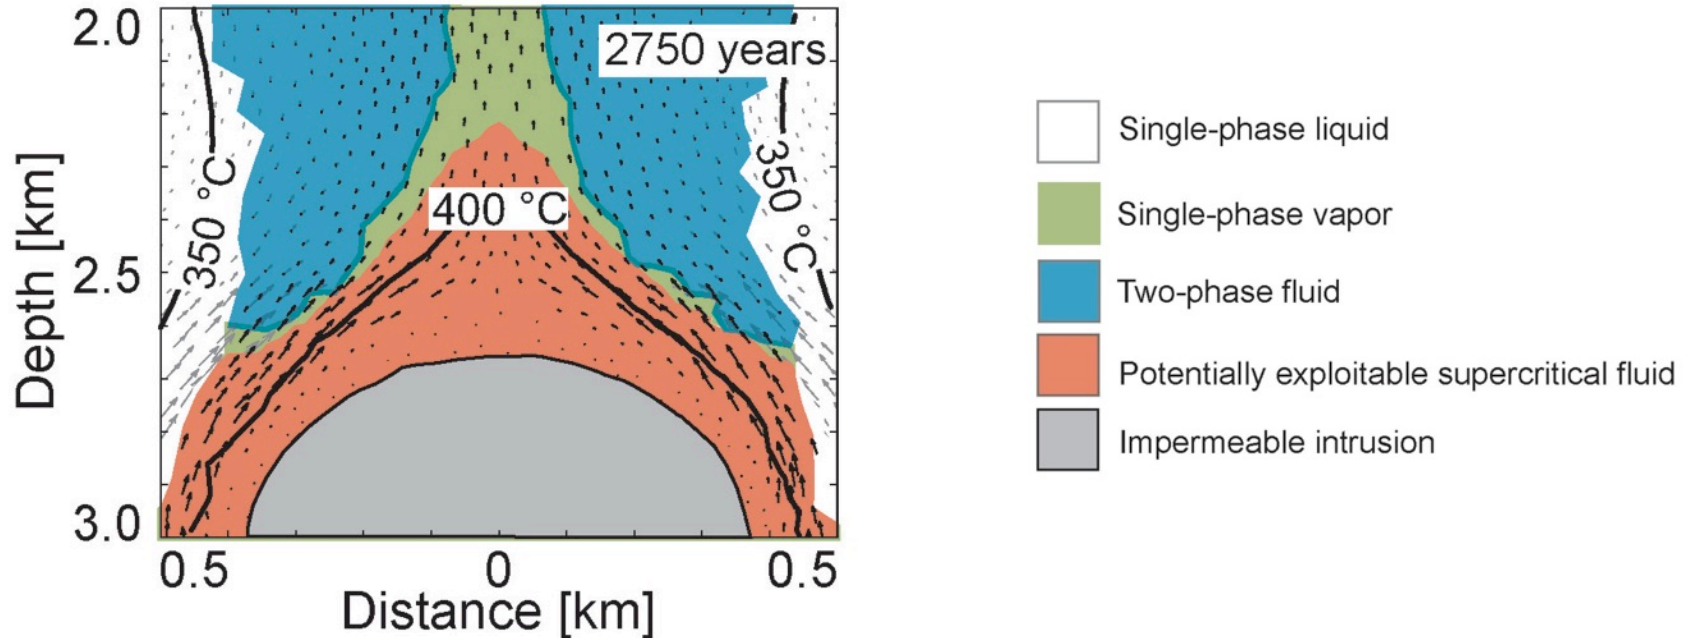 2.0
2750 years
350 °C
350 °C
400 °C
2.5
3.0
Depth [km]
0.5
0
0.5
Distance [km]
Single-phase liquid
Single-phase vapor
Two-phase fluid
Potentially exploitable supercritical fluid
Impermeable intrusion